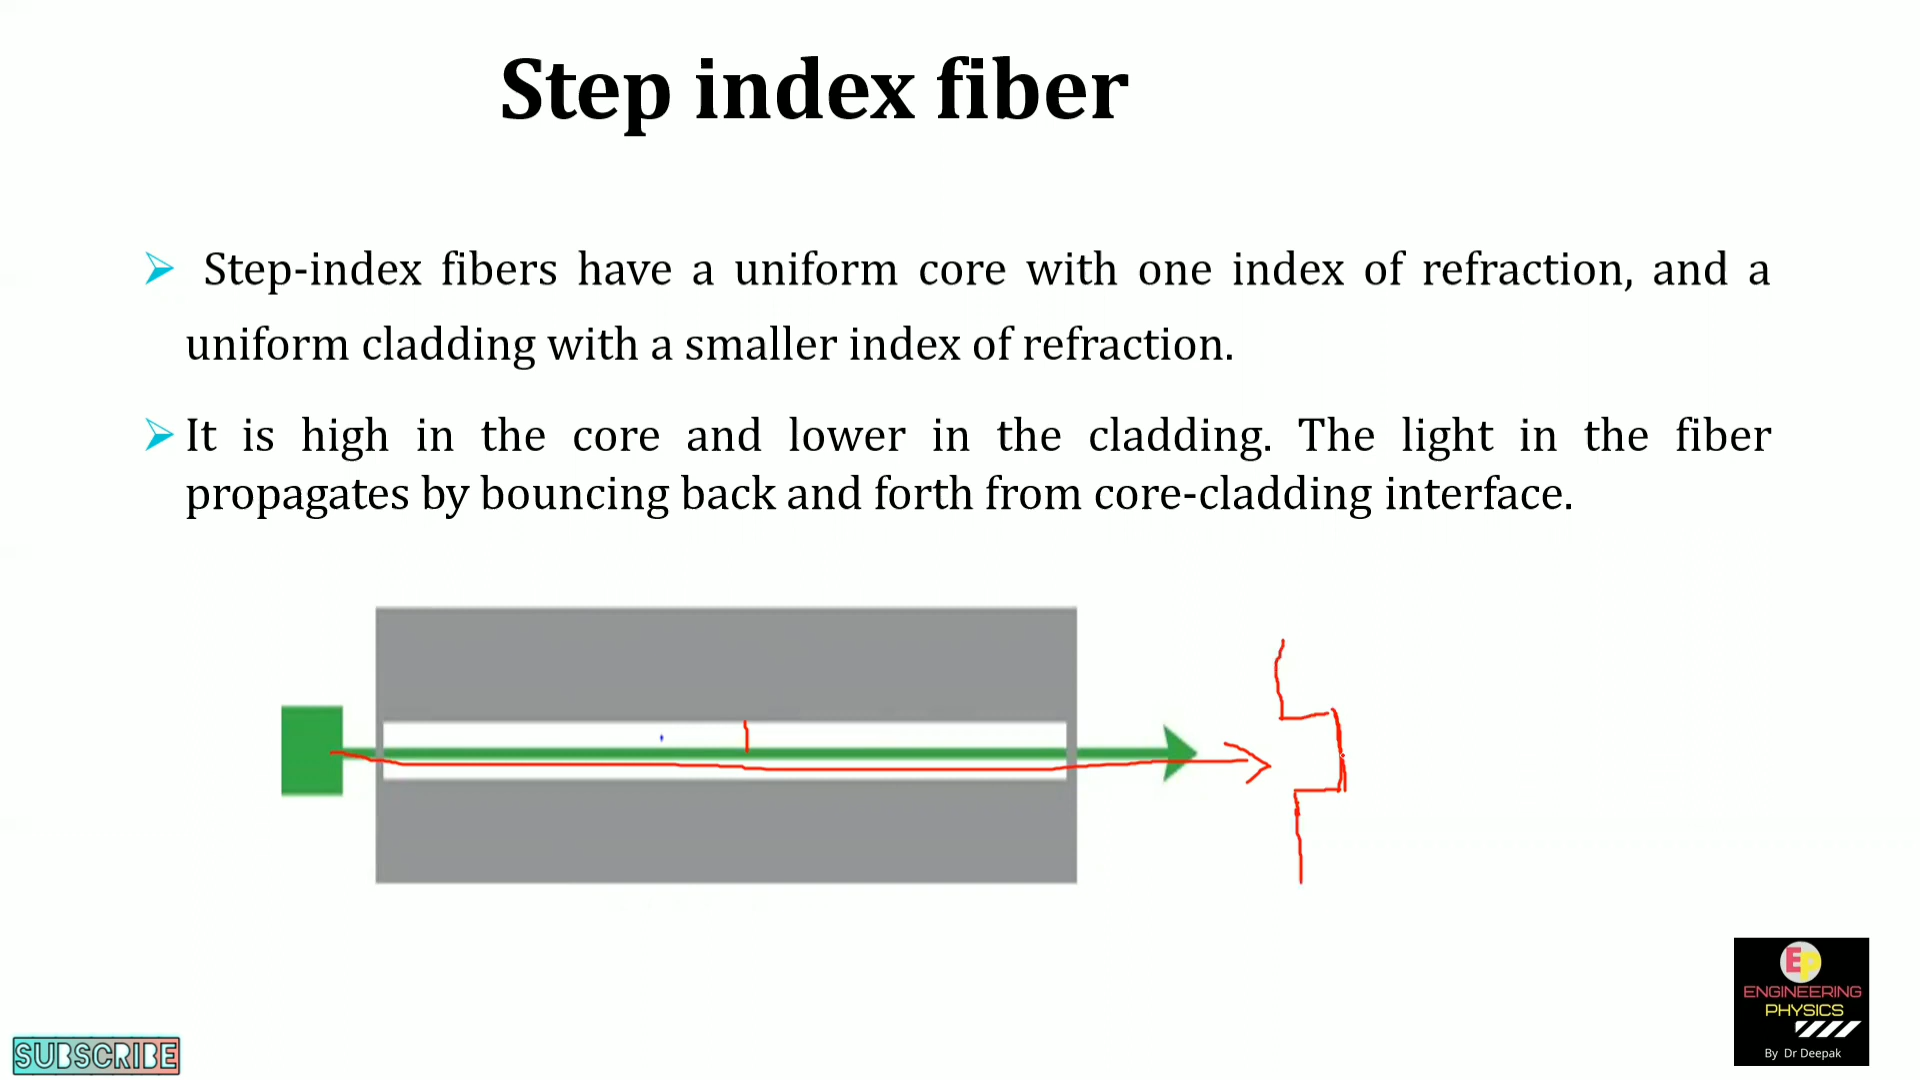 Step index fiber
Step-index fibers have a uniform core with one index of refraction, and a
uniform cladding with a smaller index of refraction.
It is high in the core and lower in the cladding. The light in the fiber
propagates by bouncing back and forth from core-cladding interface.
EP
ENGINEERING
PHYSICS
By Dr Deepak
SUBSCRIBE